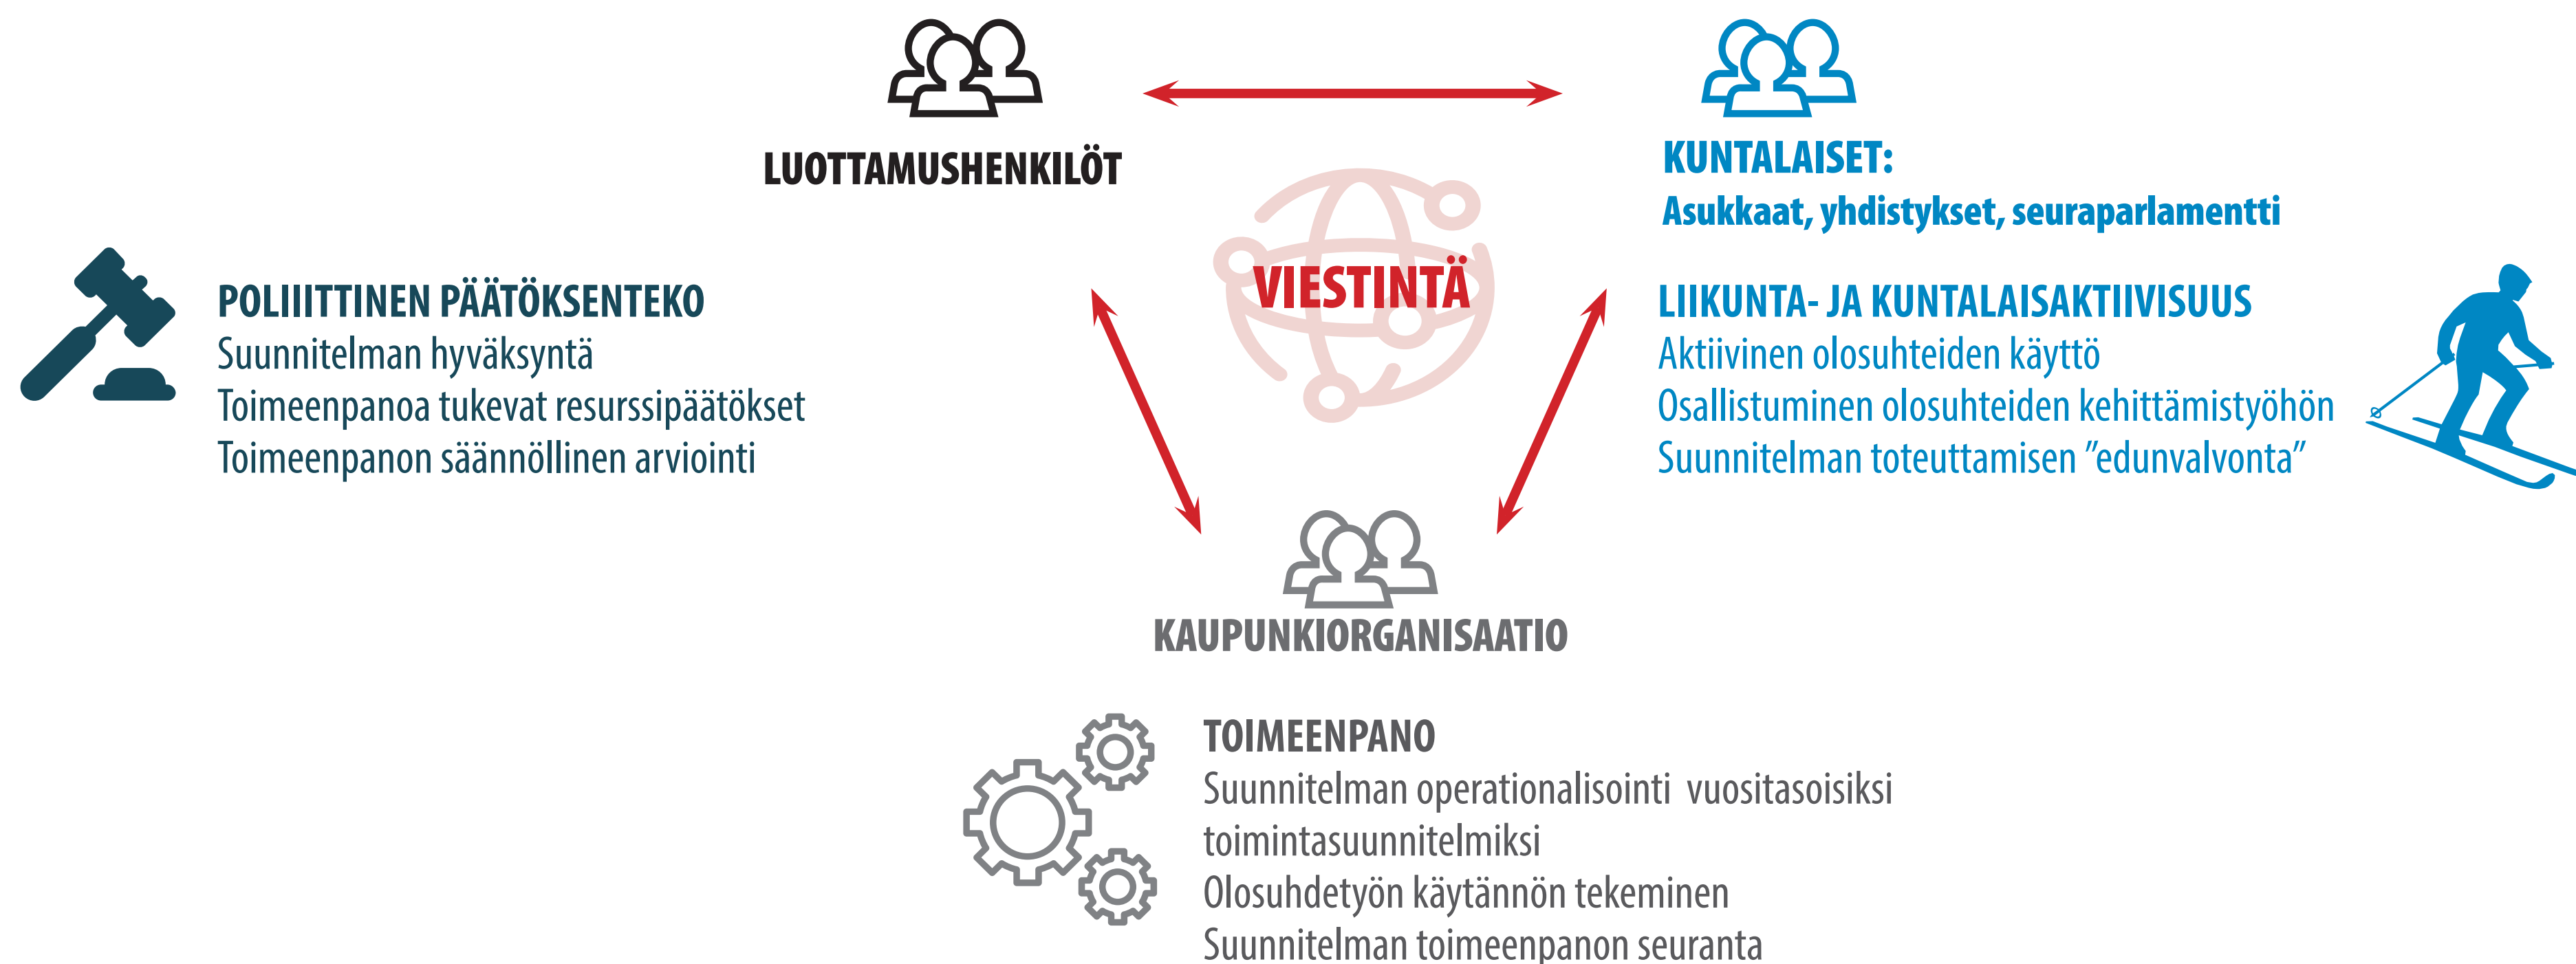 LUOTTAMUSHENKILÖT
KUNTALAISET:
Asukkaat, yhdistykset, seuraparlamentti
VIESTINTÄ
POLIITTINEN PÄÄTÖKSENTEKO
Suunnitelman hyväksyntä
Toimeenpanoa tukevat resurssipäätökset
Toimeenpanon säännöllinen arviointi
LIIKUNTA- JA KUNTALAISAKTIIVISUUS
Aktiivinen olosuhteiden käyttö
Osallistuminen olosuhteiden kehittämistyöhön
Suunnitelman toteuttamisen ”edunvalvonta”
KAUPUNKIORGANISAATIO
TOIMEENPANO
Suunnitelman operationalisointi vuositasoisiksi
toimintasuunnitelmiksi
Olosuhdetyön käytännön tekeminen
Suunnitelman toimeenpanon seuranta